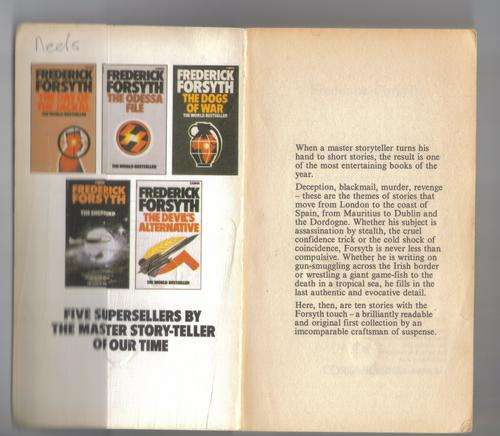 Neels
FREDERICK
FORSYTH
FREDERICK
FORSYTH
THE ODESSA
FILE
THE WORLD BESTSELLER
FREDERICK
FORSYTH
THE DOGS
OF WAR
THE WORLD BESTSELLER
FREDERICK
FORSYTH
THE SHEPHERD
FREDERICK
FORSYTH
THE DEVIL'S
ALTERNATIVE
THE WORLD BESTSELLER
FIVE SUPERSELLERS BY
THE MASTER STORY-TELLER
OF OUR TIME
When a master storyteller turns his
hand to short stories, the result is one
of the most entertaining books of the
year.
Deception, blackmail, murder, revenge
– these are the themes of stories that
move from London to the coast of
Spain, from Mauritius to Dublin and
the Dordogne. Whether his subject is
assassination by stealth, the cruel
confidence trick or the cold shock of
coincidence, Forsyth is never less than
compulsive. Whether he is writing on
gun-smuggling across the Irish border
or wrestling a giant game-fish to the
death in a tropical sea, he fills in the
last authentic and evocative detail.
Here, then, are ten stories with the
Forsyth touch – a brilliantly readable
and original first collection by an
incomparable craftsman of suspense.